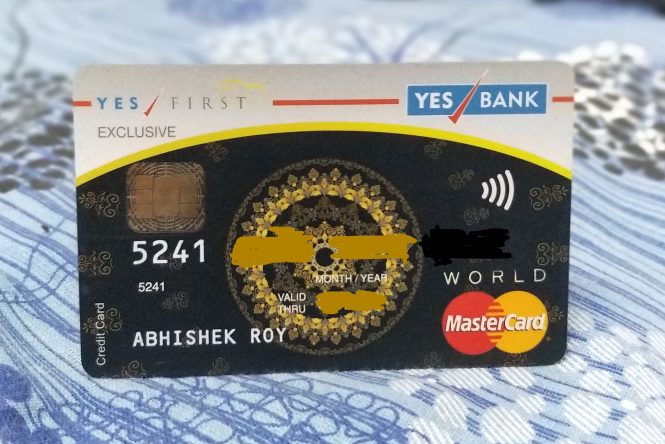 YES FIRST YES BANK
EXCLUSIVE
5241
5241
MONTH / YEAR
VALID
THRU
WORLD
ABHISHEK ROY
MasterCard
Credit Card